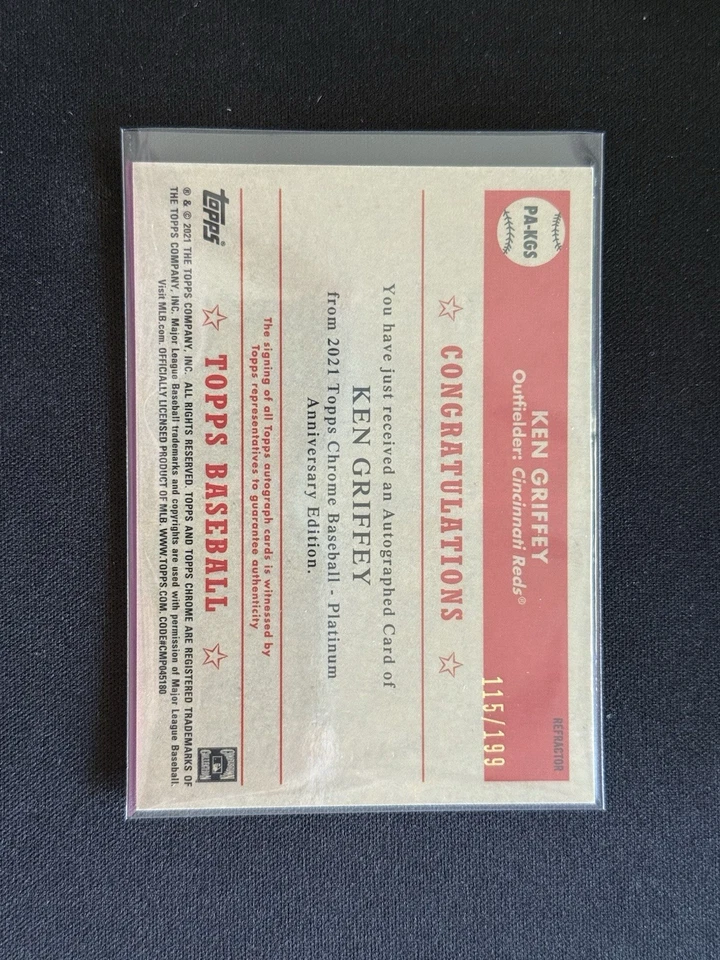 PA-KGS
KEN GRIFFEY
Outfielder: Cincinnati Reds®
REFRACTOR
115/199
CONGRATULATIONS
You have just received an Autographed Card of
KEN GRIFFEY
from 2021 Topps Chrome Baseball - Platinum
Anniversary Edition.
The signing of all Topps autograph cards is witnessed by
Topps representatives to guarantee authenticity
TOPPS BASEBALL
topps
® & © 2021 THE TOPPS COMPANY, INC. ALL RIGHTS RESERVED. TOPPS AND TOPPS CHROME ARE REGISTERED TRADEMARKS OF
THE TOPPS COMPANY, INC. Major League Baseball trademarks and copyrights are used with permission of Major League Baseball.
Visit MLB.com. OFFICIALLY LICENSED PRODUCT OF MLB. WWW.TOPPS.COM. CODE#CMP045180